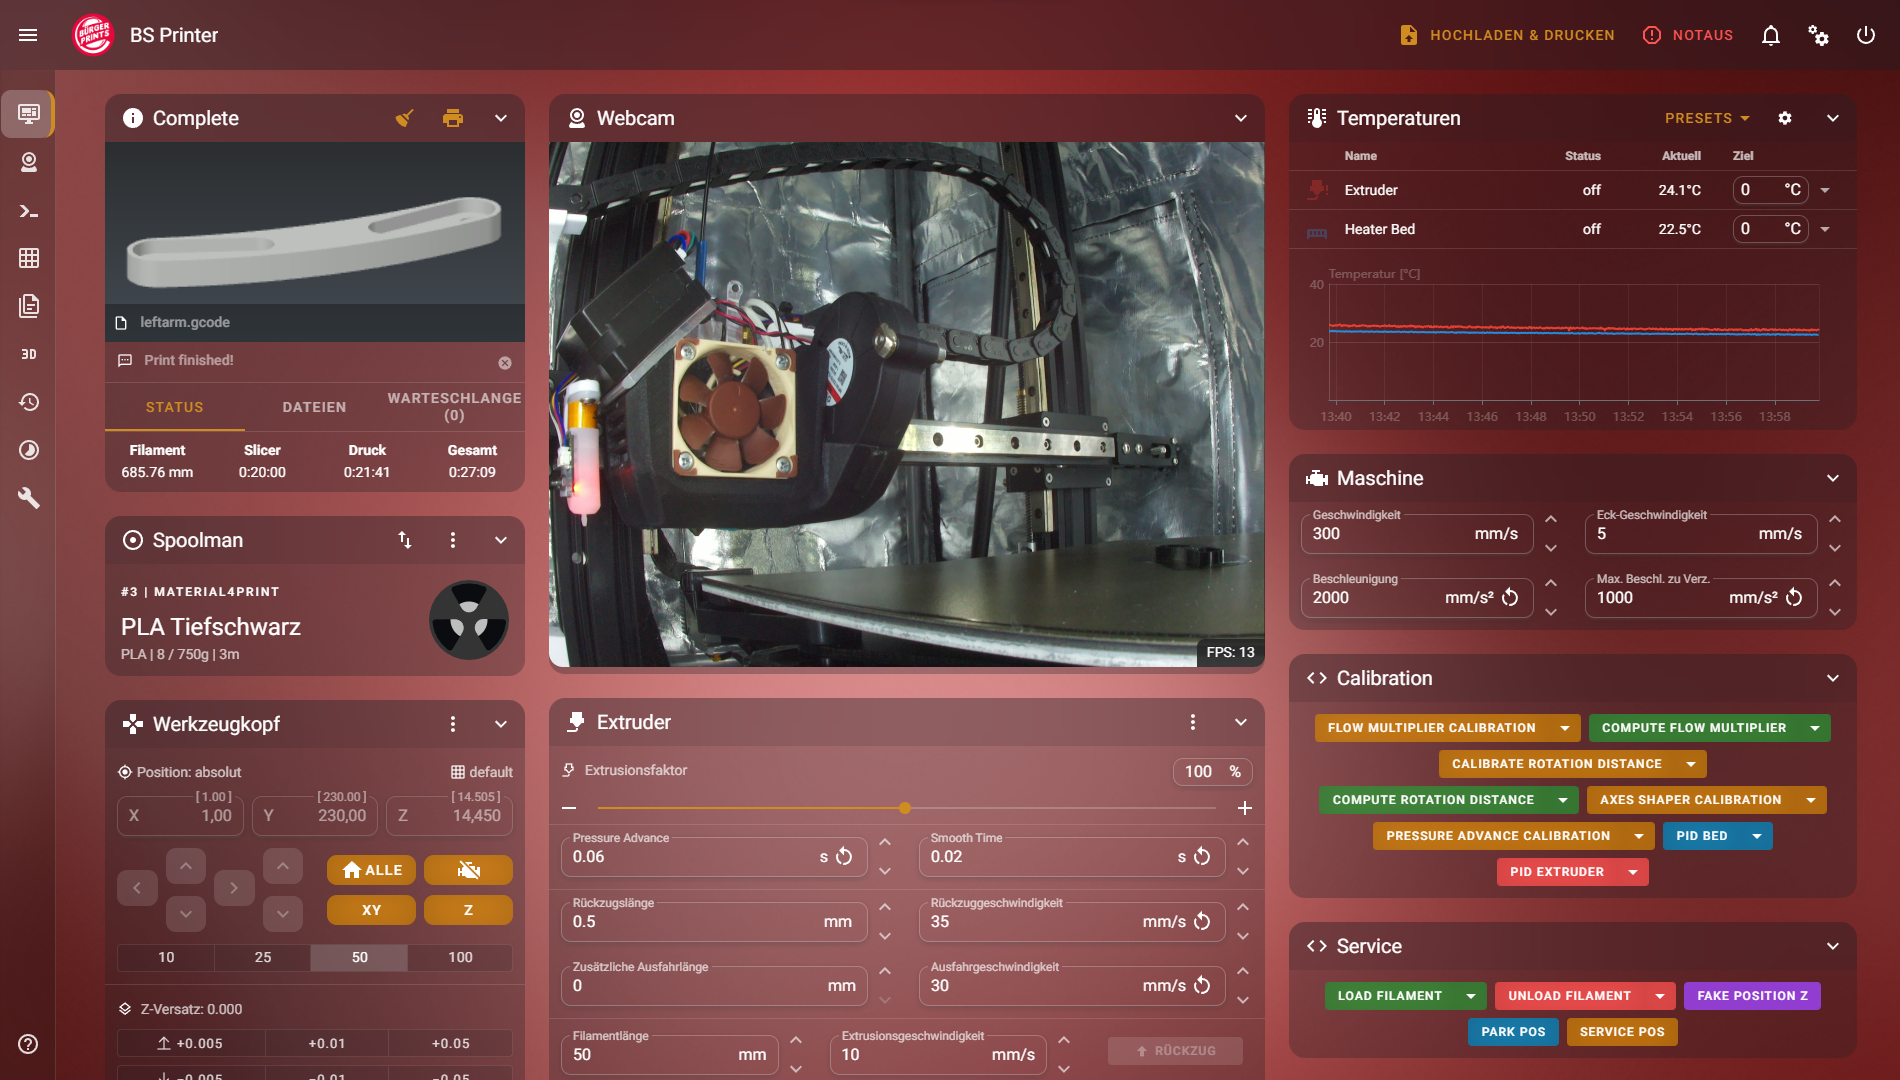 BÜRGER PRINTS
BS Printer
HOCHLADEN & DRUCKEN
NOTAUS
3D
Complete
leftarm.gcode
Print finished!
STATUS
DATEIEN
WARTESCHLANGE
(0)
Filament
Slicer
Druck
Gesamt
685.76 mm
0:20:00
0:21:41
0:27:09
Spoolman
#3 | MATERIAL4PRINT
PLA Tiefschwarz
PLA | 8 / 750g | 3m
Werkzeugkopf
Position: absolut
default
[ 1.00 ]
X 1,00
[ 230.00 ]
Y 230,00
[ 14.505 ]
Z 14,450
ALLE
XY
Z
10
25
50
100
Z-Versatz: 0.000
+0.005
+0.01
+0.05
-0.005
-0.01
-0.05
Webcam
FPS: 13
Extruder
Extrusionsfaktor
100 %
Pressure Advance
0.06 s
Smooth Time
0.02 s
Rückzugslänge
0.5 mm
Rückzuggeschwindigkeit
35 mm/s
Zusätzliche Ausfahrlänge
0 mm
Ausfahrgeschwindigkeit
30 mm/s
Filamentlänge
50 mm
Extrusionsgeschwindigkeit
10 mm/s
RÜCKZUG
Temperaturen
PRESETS
Name Status Aktuell Ziel
Extruder off 24.1°C 0 °C
Heater Bed off 22.5°C 0 °C
Temperatur [°C]
40
20
13:40 13:42 13:44 13:46 13:48 13:50 13:52 13:54 13:56 13:58
Maschine
Geschwindigkeit
300 mm/s
Eck-Geschwindigkeit
5 mm/s
Beschleunigung
2000 mm/s²
Max. Beschl. zu Verz.
1000 mm/s²
Calibration
FLOW MULTIPLIER CALIBRATION
COMPUTE FLOW MULTIPLIER
CALIBRATE ROTATION DISTANCE
COMPUTE ROTATION DISTANCE
AXES SHAPER CALIBRATION
PRESSURE ADVANCE CALIBRATION
PID BED
PID EXTRUDER
Service
LOAD FILAMENT
UNLOAD FILAMENT
FAKE POSITION Z
PARK POS
SERVICE POS